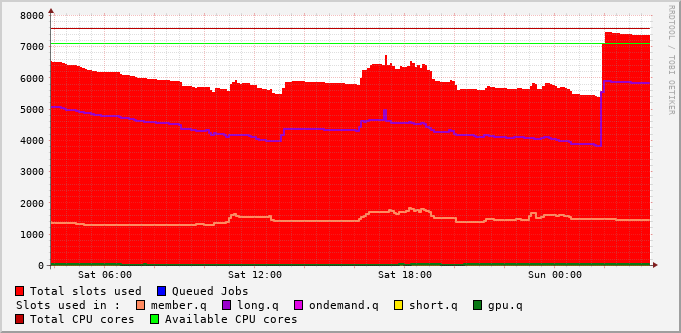 8000
7000
6000
5000
4000
3000
2000
1000
0
Sat 06:00 Sat 12:00 Sat 18:00 Sun 00:00
RRDTOOL / TOBI OETIKER
Total slots used Queued Jobs
Slots used in : member.q long.q ondemand.q short.q gpu.q
Total CPU cores Available CPU cores